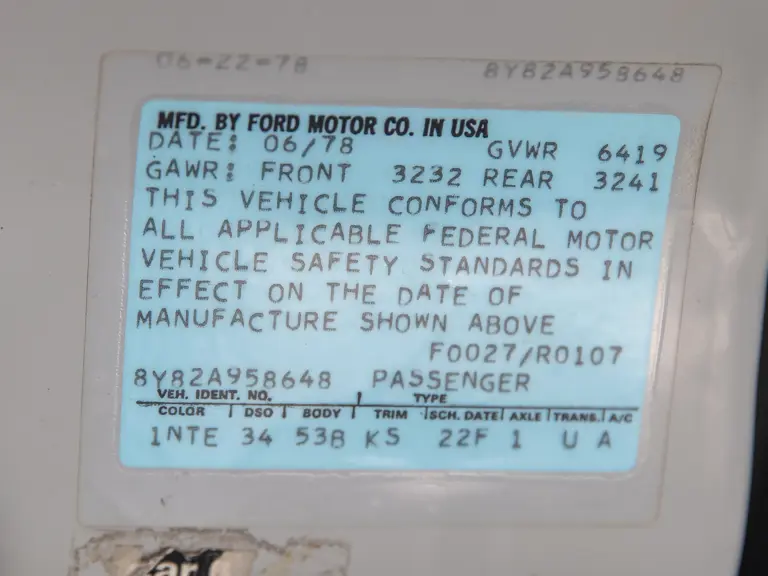 06-22-78 8Y82A958648
MFD. BY FORD MOTOR CO. IN USA
DATE: 06/78 GVWR 6419
GAWR: FRONT 3232 REAR 3241
THIS VEHICLE CONFORMS TO
ALL APPLICABLE FEDERAL MOTOR
VEHICLE SAFETY STANDARDS IN
EFFECT ON THE DATE OF
MANUFACTURE SHOWN ABOVE
F0027/R0107
8Y82A958648 PASSENGER
VEH. IDENT. NO. TYPE
COLOR DSO BODY TRIM SCH. DATE AXLE TRANS. A/C
1NTE 34 53B KS 22F 1 U A